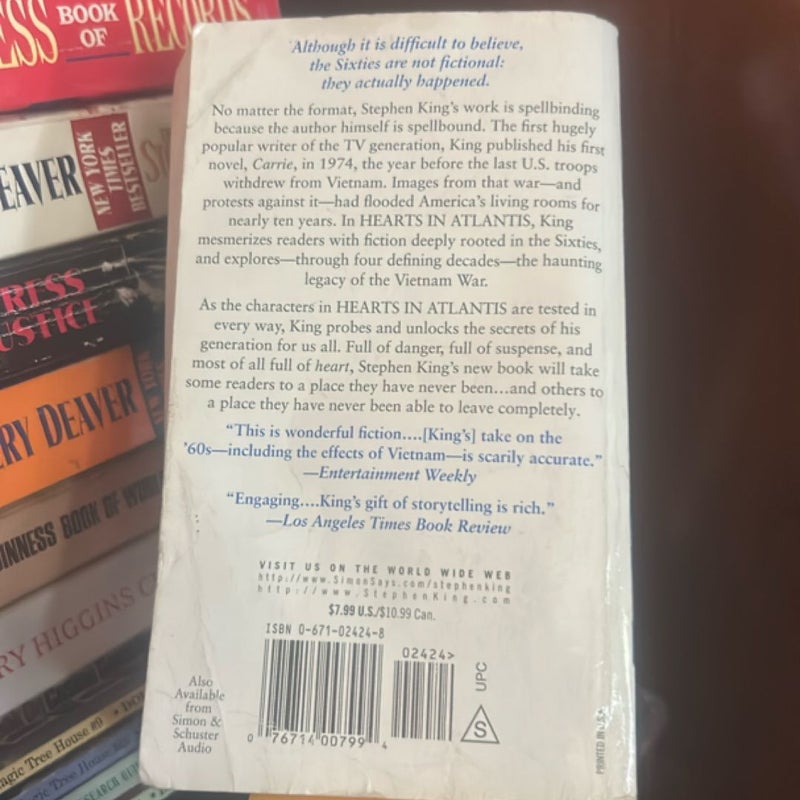 BOOK
OF
RECORDS
EAVER
NEW YORK
TIMES
BESTSELLER
USTICE
RY DEAVER
INNESS BOOK OF WOR
RY HIGGINS C
agic Tree House #9
Tree House
SEARCH GUI
Although it is difficult to believe,
the Sixties are not fictional:
they actually happened.
No matter the format, Stephen King's work is spellbinding
because the author himself is spellbound. The first hugely
popular writer of the TV generation, King published his first
novel, Carrie, in 1974, the year before the last U.S. troops
withdrew from Vietnam. Images from that war—and
protests against it—had flooded America's living rooms for
nearly ten years. In HEARTS IN ATLANTIS, King
mesmerizes readers with fiction deeply rooted in the Sixties,
and explores—through four defining decades—the haunting
legacy of the Vietnam War.
As the characters in HEARTS IN ATLANTIS are tested in
every way, King probes and unlocks the secrets of his
generation for us all. Full of danger, full of suspense, and
most of all full of heart, Stephen King's new book will take
some readers to a place they have never been...and others to
a place they have never been able to leave completely.
"This is wonderful fiction....[King's] take on the
'60s—including the effects of Vietnam—is scarily accurate."
—Entertainment Weekly
"Engaging....King's gift of storytelling is rich."
—Los Angeles Times Book Review
VISIT US ON THE WORLD WIDE WEB
http://www.SimonSays.com/stephenking
http://www.StephenKing.com
$7.99 U.S./$10.99 Can.
ISBN 0-671-02424-8
02424>
UPC
S
Also
Available
from
Simon &
Schuster
Audio
0 76714 00799 4
PRINTED IN U.S.A.